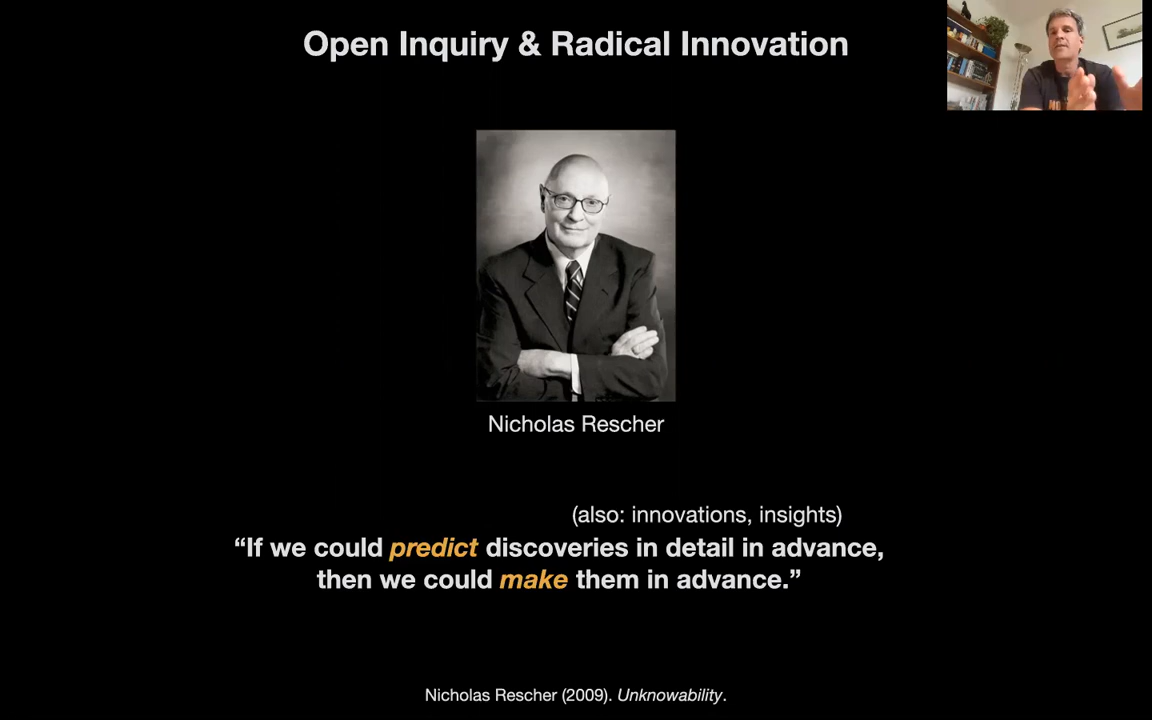 Open Inquiry & Radical Innovation
Nicholas Rescher
(also: innovations, insights)
“If we could predict discoveries in detail in advance,
then we could make them in advance.”
Nicholas Rescher (2009). Unknowability.